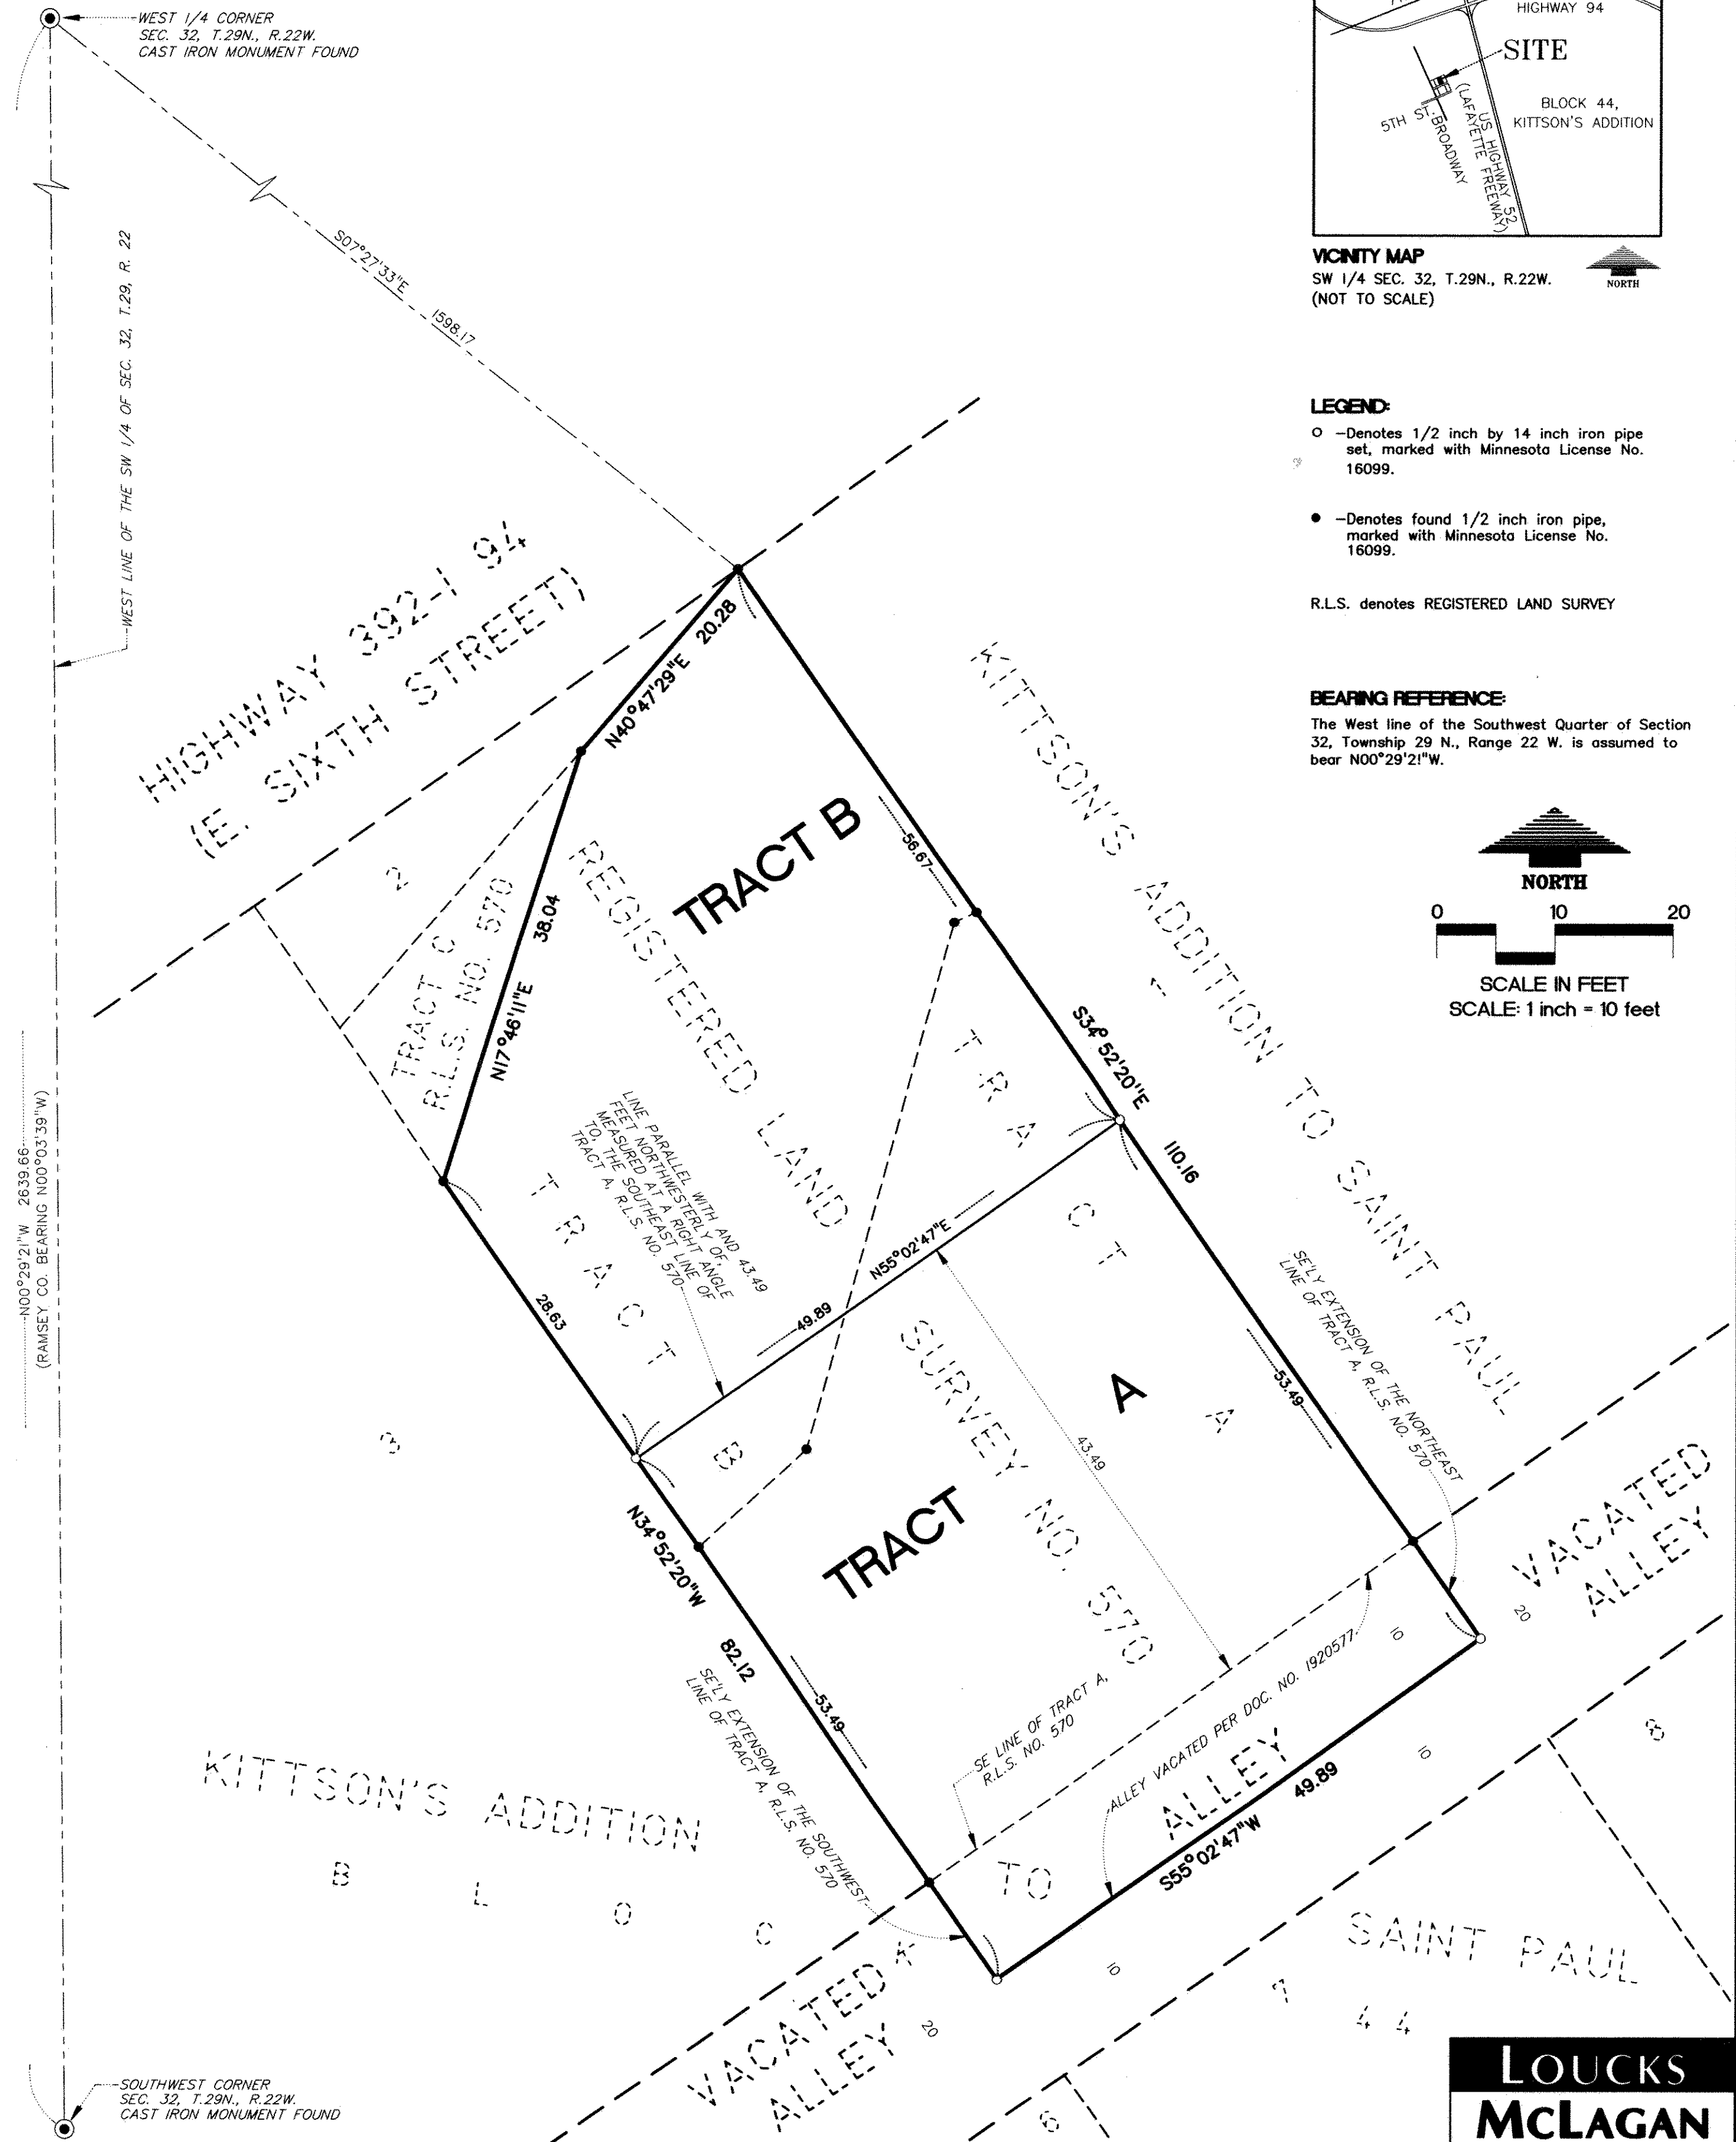 WEST 1/4 CORNER
SEC. 32, T.29N., R.22W.
CAST IRON MONUMENT FOUND
HIGHWAY 94
SITE
BLOCK 44,
KITTSON'S ADDITION
5TH ST.
BROADWAY
US HIGHWAY 52
(LAFAYETTE FREEWAY)
VICINITY MAP
SW 1/4 SEC. 32, T.29N., R.22W.
(NOT TO SCALE)
NORTH
WEST LINE OF THE SW 1/4 OF SEC. 32, T.29, R. 22
S07°27'33"E
1598.17
LEGEND:
O -Denotes 1/2 inch by 14 inch iron pipe
set, marked with Minnesota License No.
16099.
● -Denotes found 1/2 inch iron pipe,
marked with Minnesota License No.
16099.
R.L.S. denotes REGISTERED LAND SURVEY
BEARING REFERENCE:
The West line of the Southwest Quarter of Section
32, Township 29 N., Range 22 W. is assumed to
bear N00°29'21"W.
NORTH
0 10 20
SCALE IN FEET
SCALE: 1 inch = 10 feet
HIGHWAY 392-I 94
(E. SIXTH STREET)
N40°47'29"E 20.28
2
TRACT C
R.L.S. NO. 570
N17°46'11"E 38.04
TRACT B
REGISTERED LAND
SURVEY NO. 570
56.67
KITTSON'S ADDITION TO SAINT PAUL
1
TRACT A
S34°52'20"E
110.16
LINE PARALLEL WITH AND 43.49
FEET NORTHWESTERLY OF,
MEASURED AT A RIGHT ANGLE
TO, THE SOUTHEAST LINE OF
TRACT A, R.L.S. NO. 570
TRACT B
28.63
N55°02'47"E
49.89
N00°29'21"W 2639.66
(RAMSEY CO. BEARING N00°03'39"W)
3
SE'LY EXTENSION OF THE NORTHEAST
LINE OF TRACT A, R.L.S. NO. 570
53.49
43.49
TRACT A
N34°52'20"W
82.12
53.49
SE'LY EXTENSION OF THE SOUTHWEST
LINE OF TRACT A, R.L.S. NO. 570
SE LINE OF TRACT A,
R.L.S. NO. 570
ALLEY VACATED PER DOC. NO. 1920577
VACATED
ALLEY
20
10
10
ALLEY
49.89
S55°02'47"W
TO
8
KITTSON'S ADDITION
BLOCK
SAINT PAUL
10
7
44
VACATED
ALLEY
20
6
SOUTHWEST CORNER
SEC. 32, T.29N., R.22W.
CAST IRON MONUMENT FOUND
LOUCKS
McLAGAN